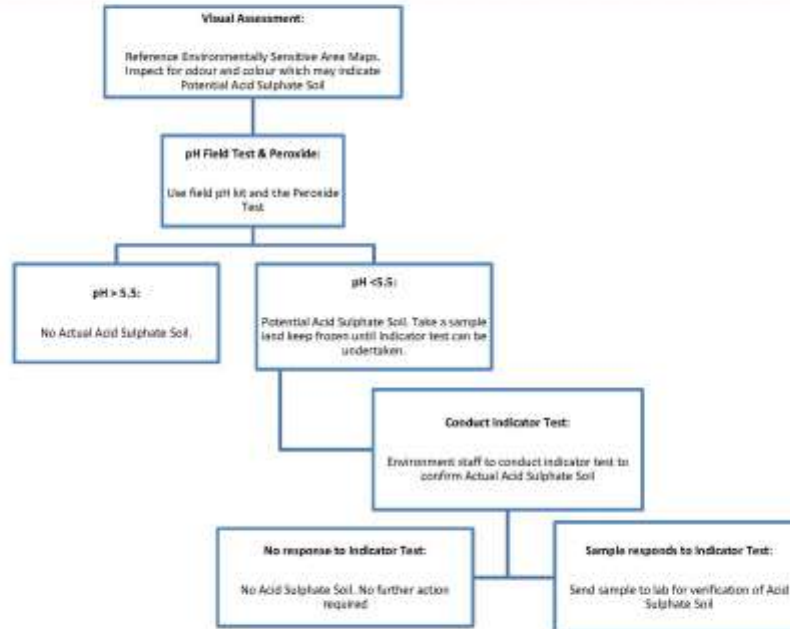 Visual Assessment:
Reference Environmentally Sensitive Area Maps.
Inspect for odour and colour which may indicate
Potential Acid Sulphate Soil
pH Field Test & Peroxide:
Use field pH kit and the Peroxide
Test
pH > 5.5:
No Actual Acid Sulphate Soil.
pH <5.5:
Potential Acid Sulphate Soil. Take a sample
land keep frozen until Indicator test can be
undertaken.
Conduct Indicator Test:
Environment staff to conduct indicator test to
confirm Actual Acid Sulphate Soil
No response to Indicator Test:
No Acid Sulphate Soil. No further action
required
Sample responds to Indicator Test:
Send sample to lab for verification of Acid
Sulphate Soil